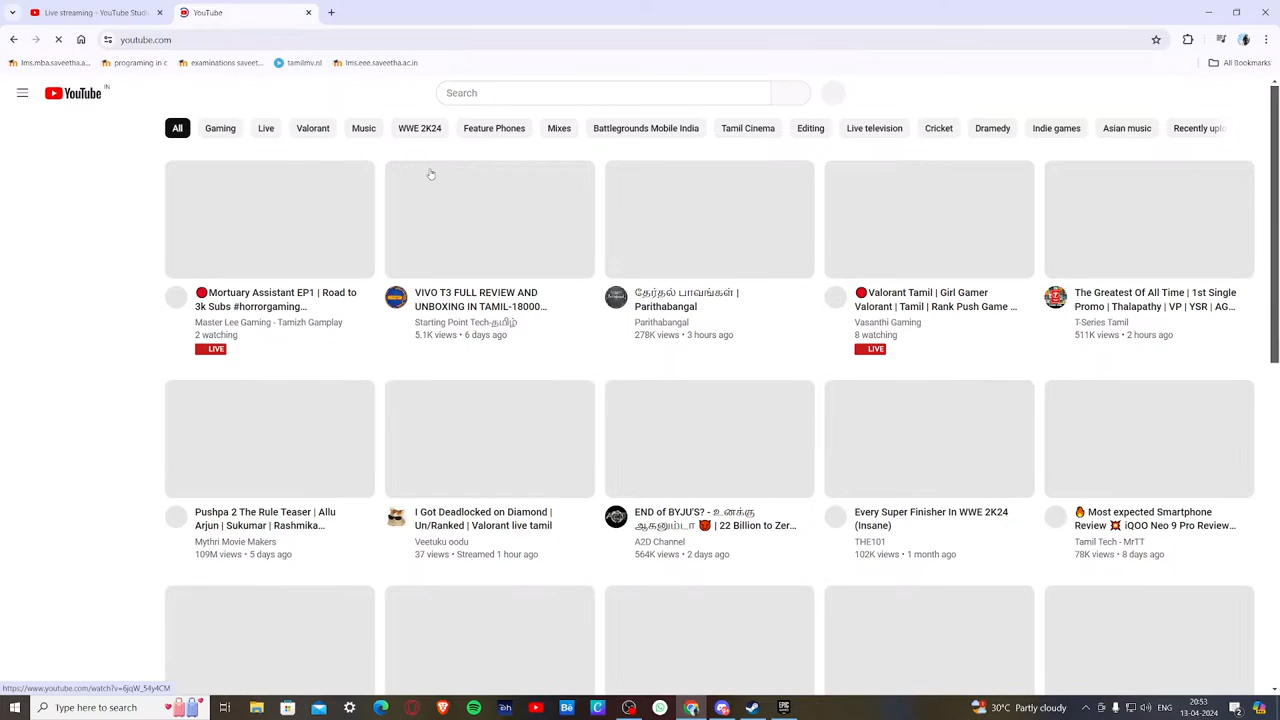 Live streaming - YouTube Studi
YouTube
youtube.com
lms.mba.saveetha.a...
programing in c
examinations saveet...
tamilmv.nl
lms.eee.saveetha.ac.in
All Bookmarks
YouTube IN
Search
All
Gaming
Live
Valorant
Music
WWE 2K24
Feature Phones
Mixes
Battlegrounds Mobile India
Tamil Cinema
Editing
Live television
Cricket
Dramedy
Indie games
Asian music
Recently uplo
🔴Mortuary Assistant EP1 | Road to
3k Subs #horrorgaming...
Master Lee Gaming - Tamizh Gamplay
2 watching
LIVE
VIVO T3 FULL REVIEW AND
UNBOXING IN TAMIL-18000...
Starting Point Tech-தமிழ்
5.1K views • 6 days ago
தேர்தல் பாவங்கள் |
Parithabangal
Parithabangal
278K views • 3 hours ago
🔴Valorant Tamil | Girl Gamer
Valorant | Tamil | Rank Push Game ...
Vasanthi Gaming
8 watching
LIVE
The Greatest Of All Time | 1st Single
Promo | Thalapathy | VP | YSR | AG...
T-Series Tamil
511K views • 2 hours ago
Pushpa 2 The Rule Teaser | Allu
Arjun | Sukumar | Rashmika...
Mythri Movie Makers
109M views • 5 days ago
I Got Deadlocked on Diamond |
Un/Ranked | Valorant live tamil
Veetuku oodu
37 views • Streamed 1 hour ago
END of BYJU'S? - உனக்கு
ஆகனும்டா 👿 | 22 Billion to Zer...
A2D Channel
564K views • 2 days ago
Every Super Finisher In WWE 2K24
(Insane)
THE101
102K views • 1 month ago
🔥 Most expected Smartphone
Review 💥 iQOO Neo 9 Pro Review...
Tamil Tech - MrTT
78K views • 8 days ago
https://www.youtube.com/watch?v=6jqW_54y4CM
Type here to search
30°C Partly cloudy
20:53
13-04-2024